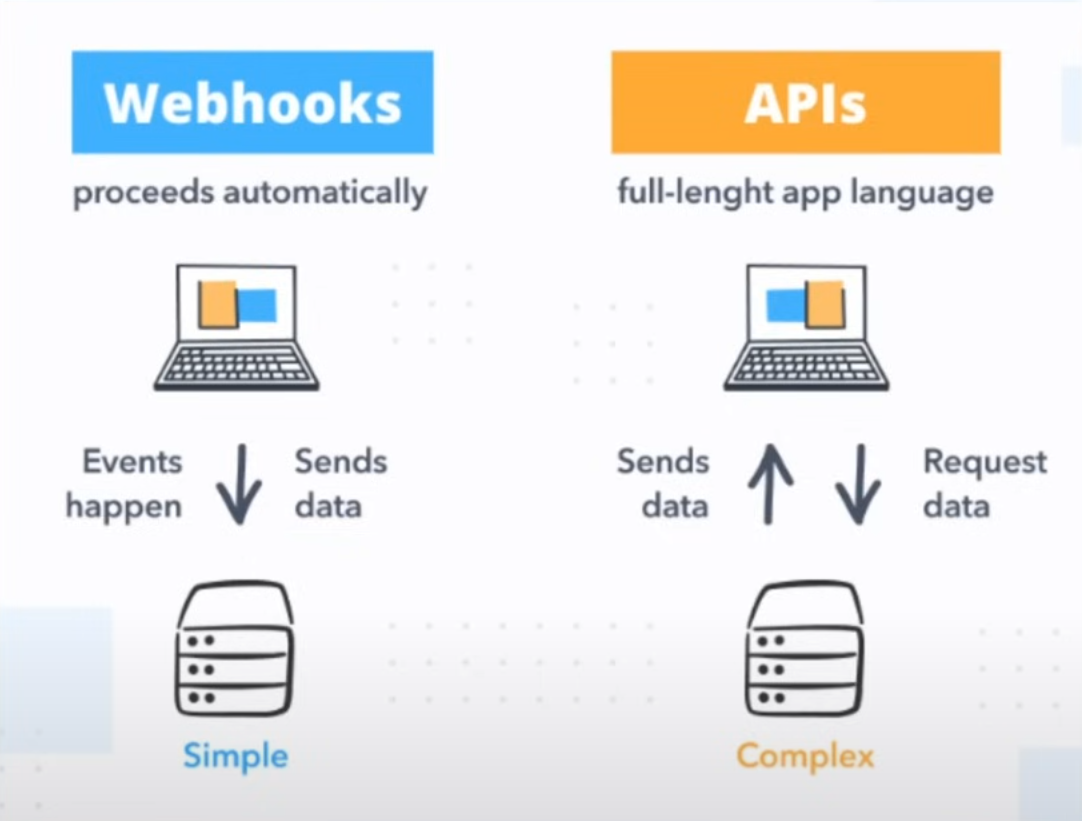 Webhooks
proceeds automatically
Events
happen
Sends
data
Simple
APIs
full-lenght app language
Sends
data
Request
data
Complex